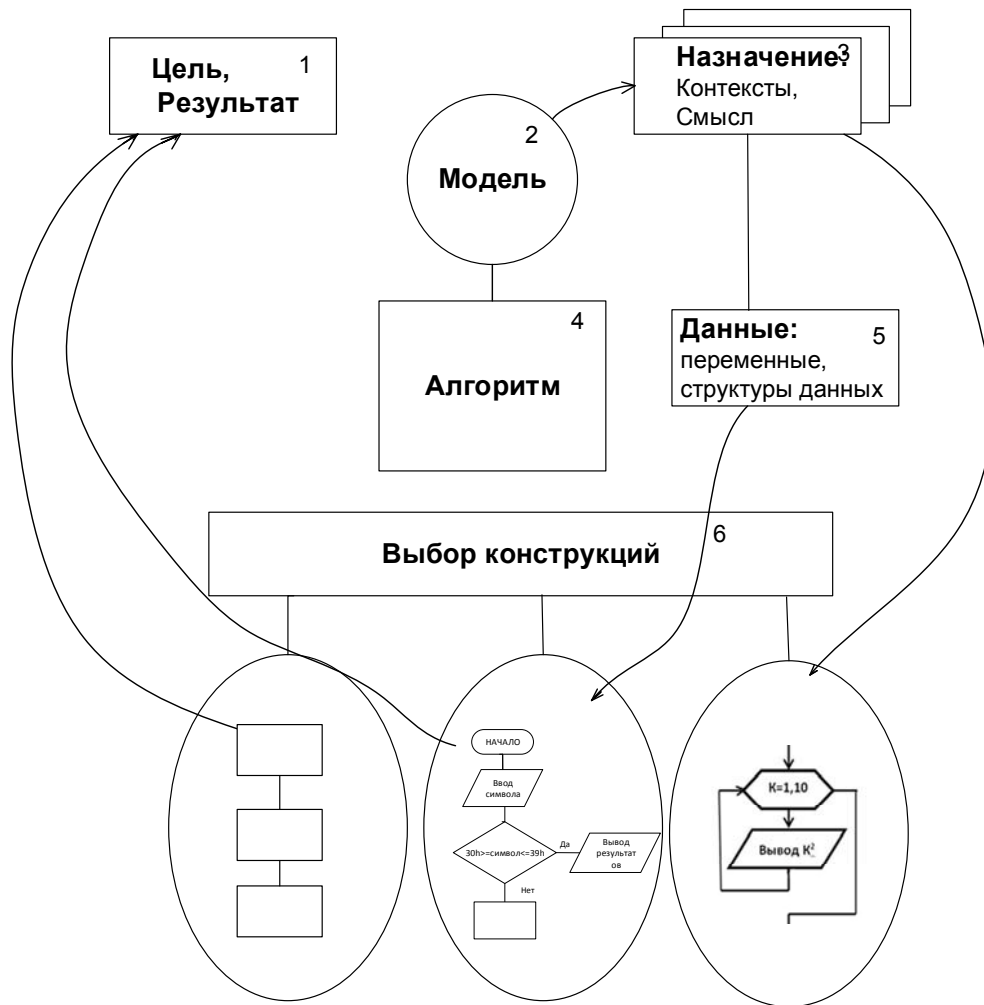 1
Цель,
Результат
2
Модель
3
Назначение:
Контексты,
Смысл
4
Алгоритм
5
Данные:
переменные,
структуры данных
6
Выбор конструкций
НАЧАЛО
Ввод
символа
30h>=символ<=39h
Да
Вывод
результат
ов
Нет
K=1,10
Вывод K²